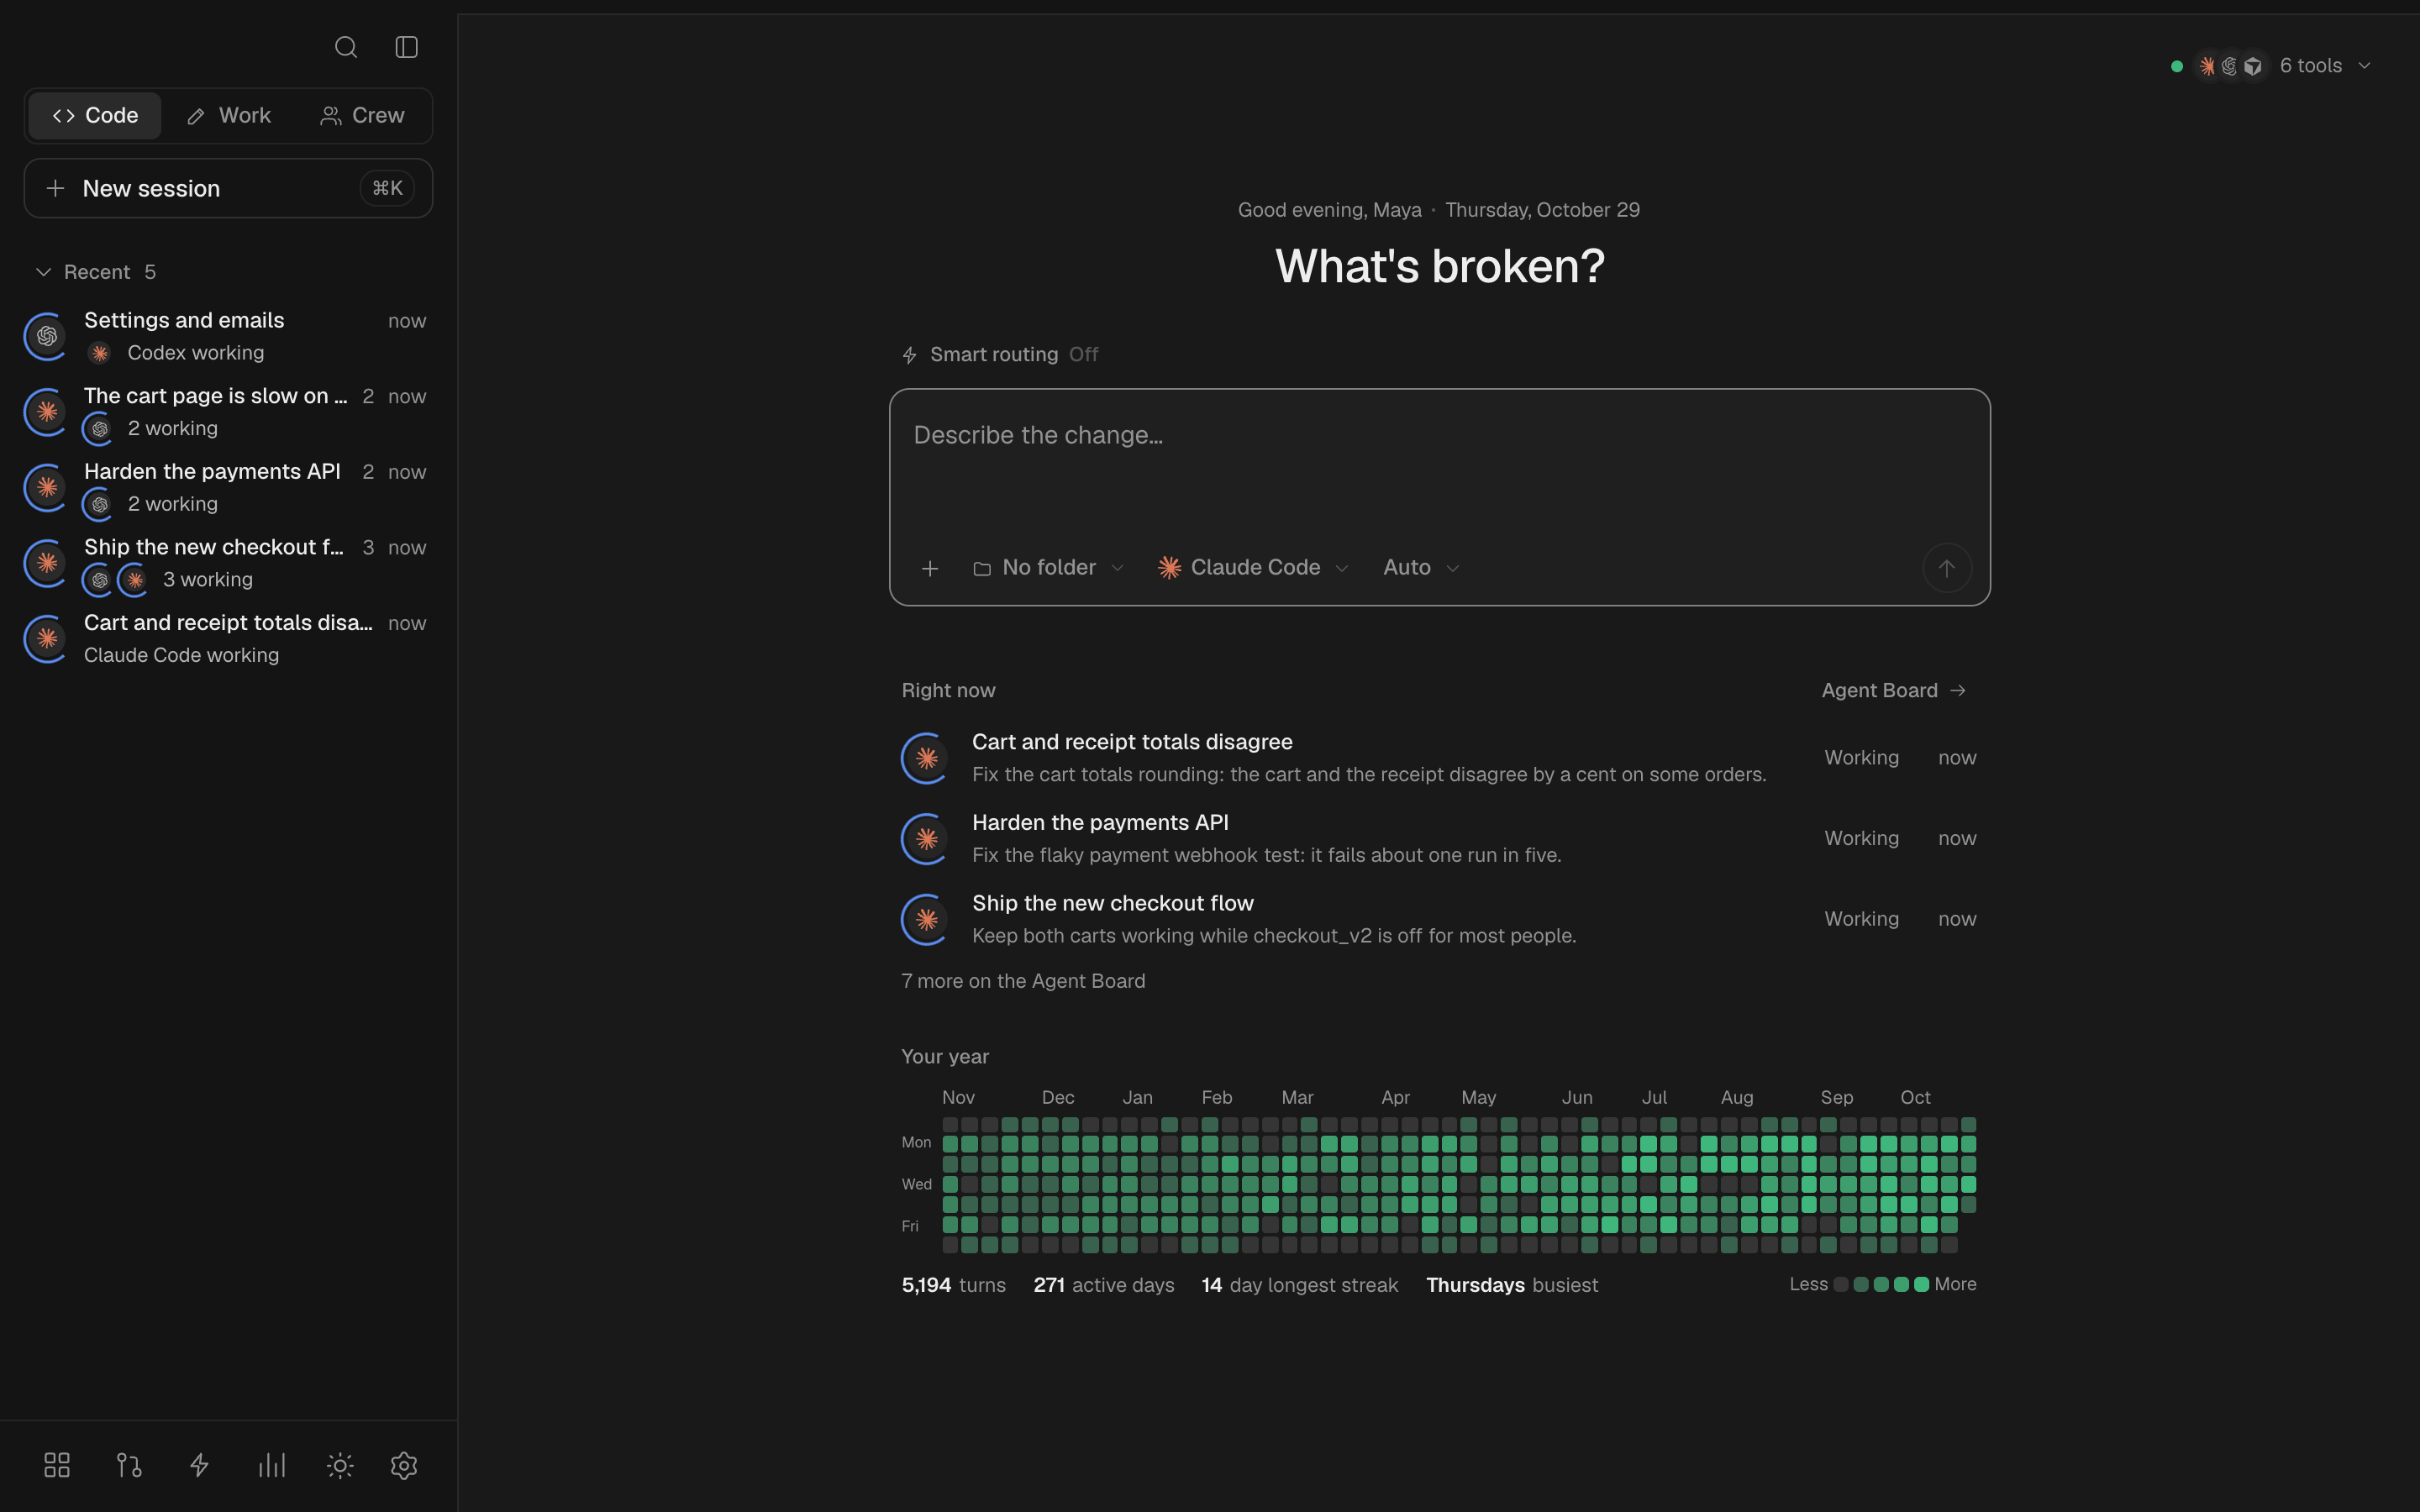 6 tools
Code Work Crew
New session ⌘K
Recent 5
Settings and emails now
Codex working
The cart page is slow on ... 2 now
2 working
Harden the payments API 2 now
2 working
Ship the new checkout f... 3 now
3 working
Cart and receipt totals disa... now
Claude Code working
Good evening, Maya · Thursday, October 29
What's broken?
Smart routing Off
Describe the change...
No folder Claude Code Auto
Right now Agent Board →
Cart and receipt totals disagree
Fix the cart totals rounding: the cart and the receipt disagree by a cent on some orders.
Working now
Harden the payments API
Fix the flaky payment webhook test: it fails about one run in five.
Working now
Ship the new checkout flow
Keep both carts working while checkout_v2 is off for most people.
Working now
7 more on the Agent Board
Your year
Nov Dec Jan Feb Mar Apr May Jun Jul Aug Sep Oct
Mon
Wed
Fri
5,194 turns 271 active days 14 day longest streak Thursdays busiest Less More